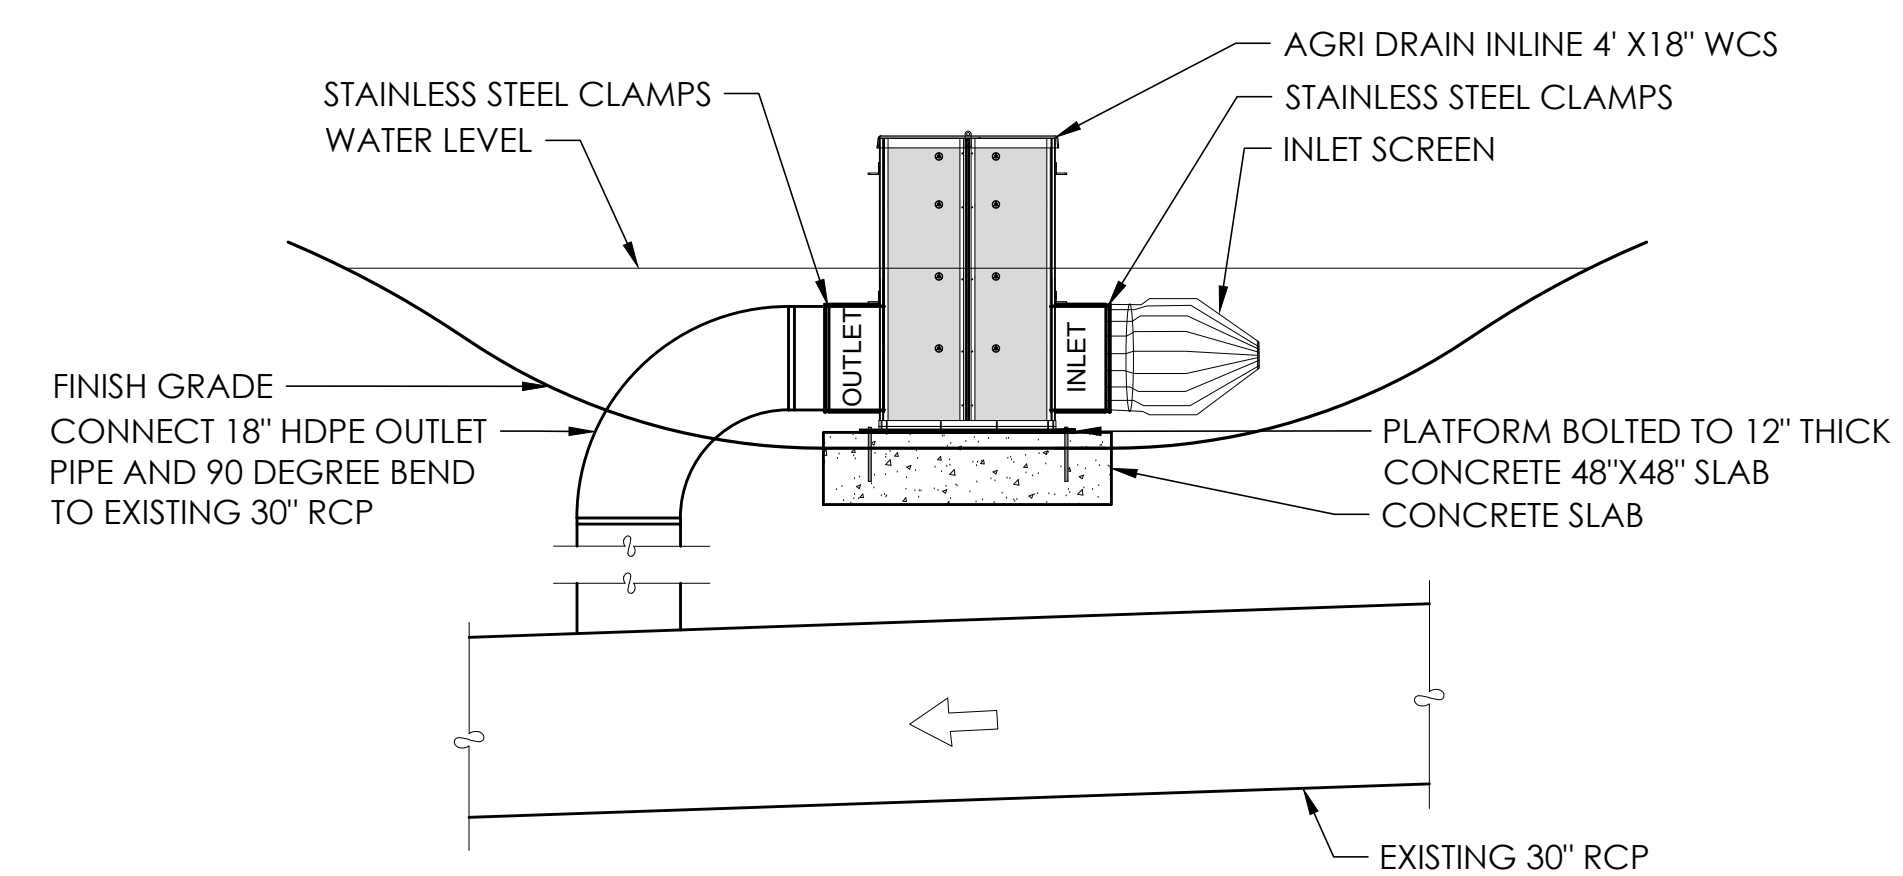 AGRI DRAIN INLINE 4' X18" WCS
STAINLESS STEEL CLAMPS
STAINLESS STEEL CLAMPS
WATER LEVEL
INLET SCREEN
OUTLET
INLET
FINISH GRADE
CONNECT 18" HDPE OUTLET
PIPE AND 90 DEGREE BEND
TO EXISTING 30" RCP
PLATFORM BOLTED TO 12" THICK
CONCRETE 48"X48" SLAB
CONCRETE SLAB
EXISTING 30" RCP